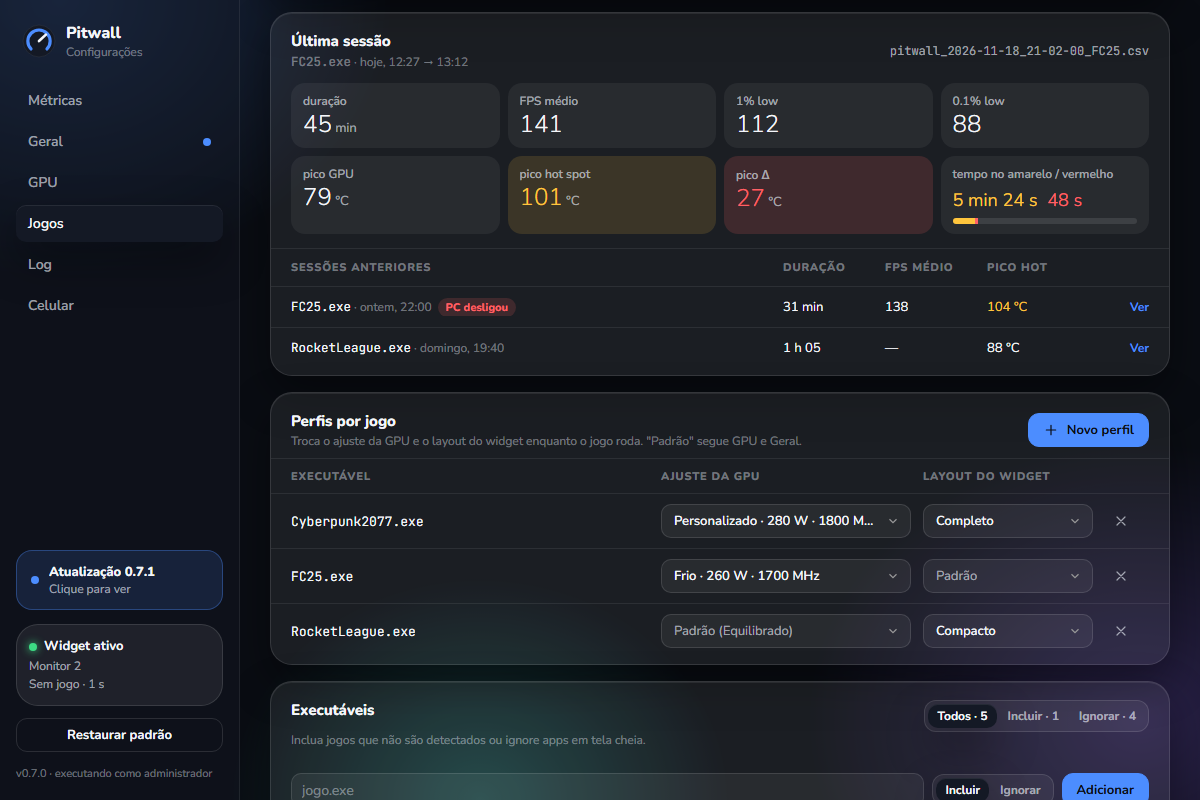 Pitwall
Configurações
Métricas
Geral
GPU
Jogos
Log
Celular
Atualização 0.7.1
Clique para ver
Widget ativo
Monitor 2
Sem jogo · 1 s
Restaurar padrão
v0.7.0 · executando como administrador
Última sessão
FC25.exe · hoje, 12:27 → 13:12
pitwall_2026-11-18_21-02-00_FC25.csv
duração
45 min
FPS médio
141
1% low
112
0.1% low
88
pico GPU
79 °C
pico hot spot
101 °C
pico Δ
27 °C
tempo no amarelo / vermelho
5 min 24 s 48 s
SESSÕES ANTERIORES DURAÇÃO FPS MÉDIO PICO HOT
FC25.exe · ontem, 22:00 PC desligou 31 min 138 104 °C Ver
RocketLeague.exe · domingo, 19:40 1 h 05 — 88 °C Ver
Perfis por jogo
Troca o ajuste da GPU e o layout do widget enquanto o jogo roda. "Padrão" segue GPU e Geral.
+ Novo perfil
EXECUTÁVEL AJUSTE DA GPU LAYOUT DO WIDGET
Cyberpunk2077.exe Personalizado · 280 W · 1800 M... Completo
FC25.exe Frio · 260 W · 1700 MHz Padrão
RocketLeague.exe Padrão (Equilibrado) Compacto
Executáveis
Todos · 5 Incluir · 1 Ignorar · 4
Inclua jogos que não são detectados ou ignore apps em tela cheia.
jogo.exe Incluir Ignorar Adicionar